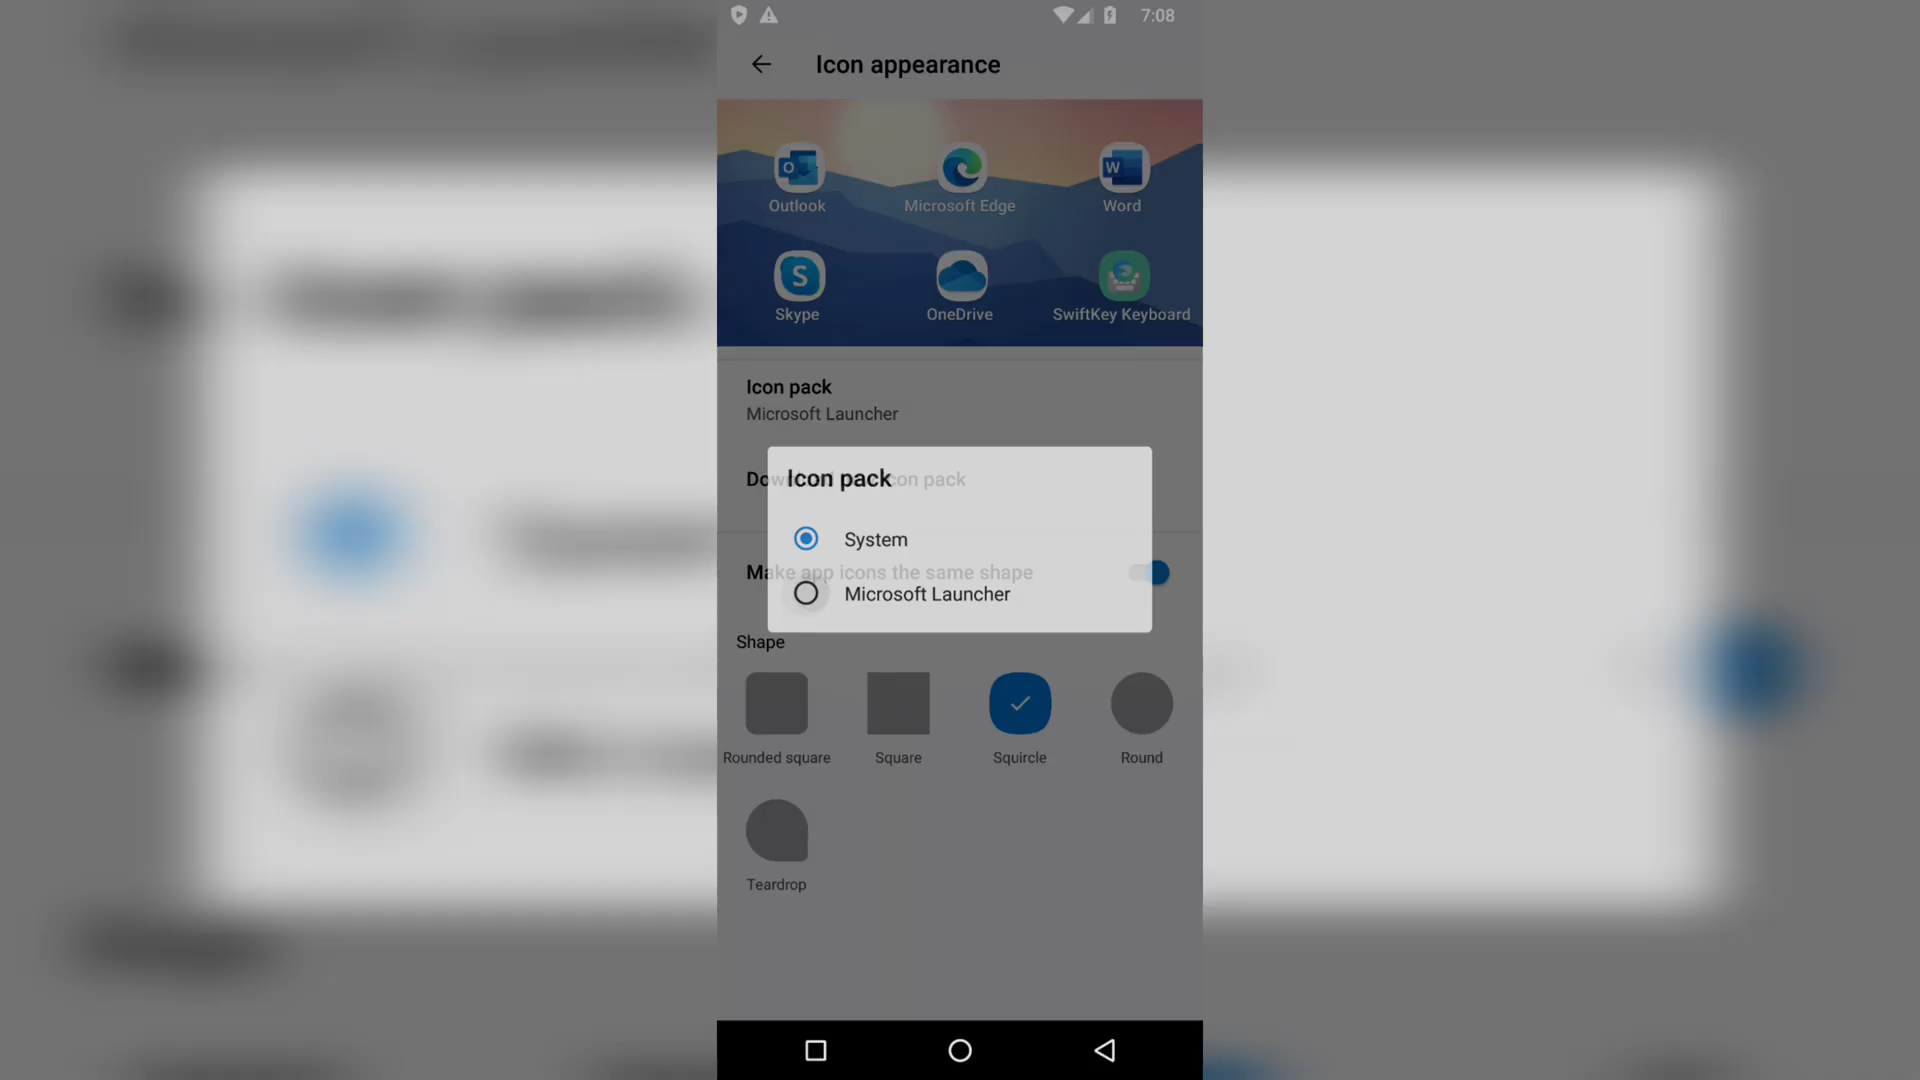 7:08
Icon appearance
Outlook
Microsoft Edge
Word
Skype
OneDrive
SwiftKey Keyboard
Icon pack
Microsoft Launcher
Icon pack
System
Make app icons the same shape
Microsoft Launcher
Shape
Rounded square
Square
Squircle
Round
Teardrop